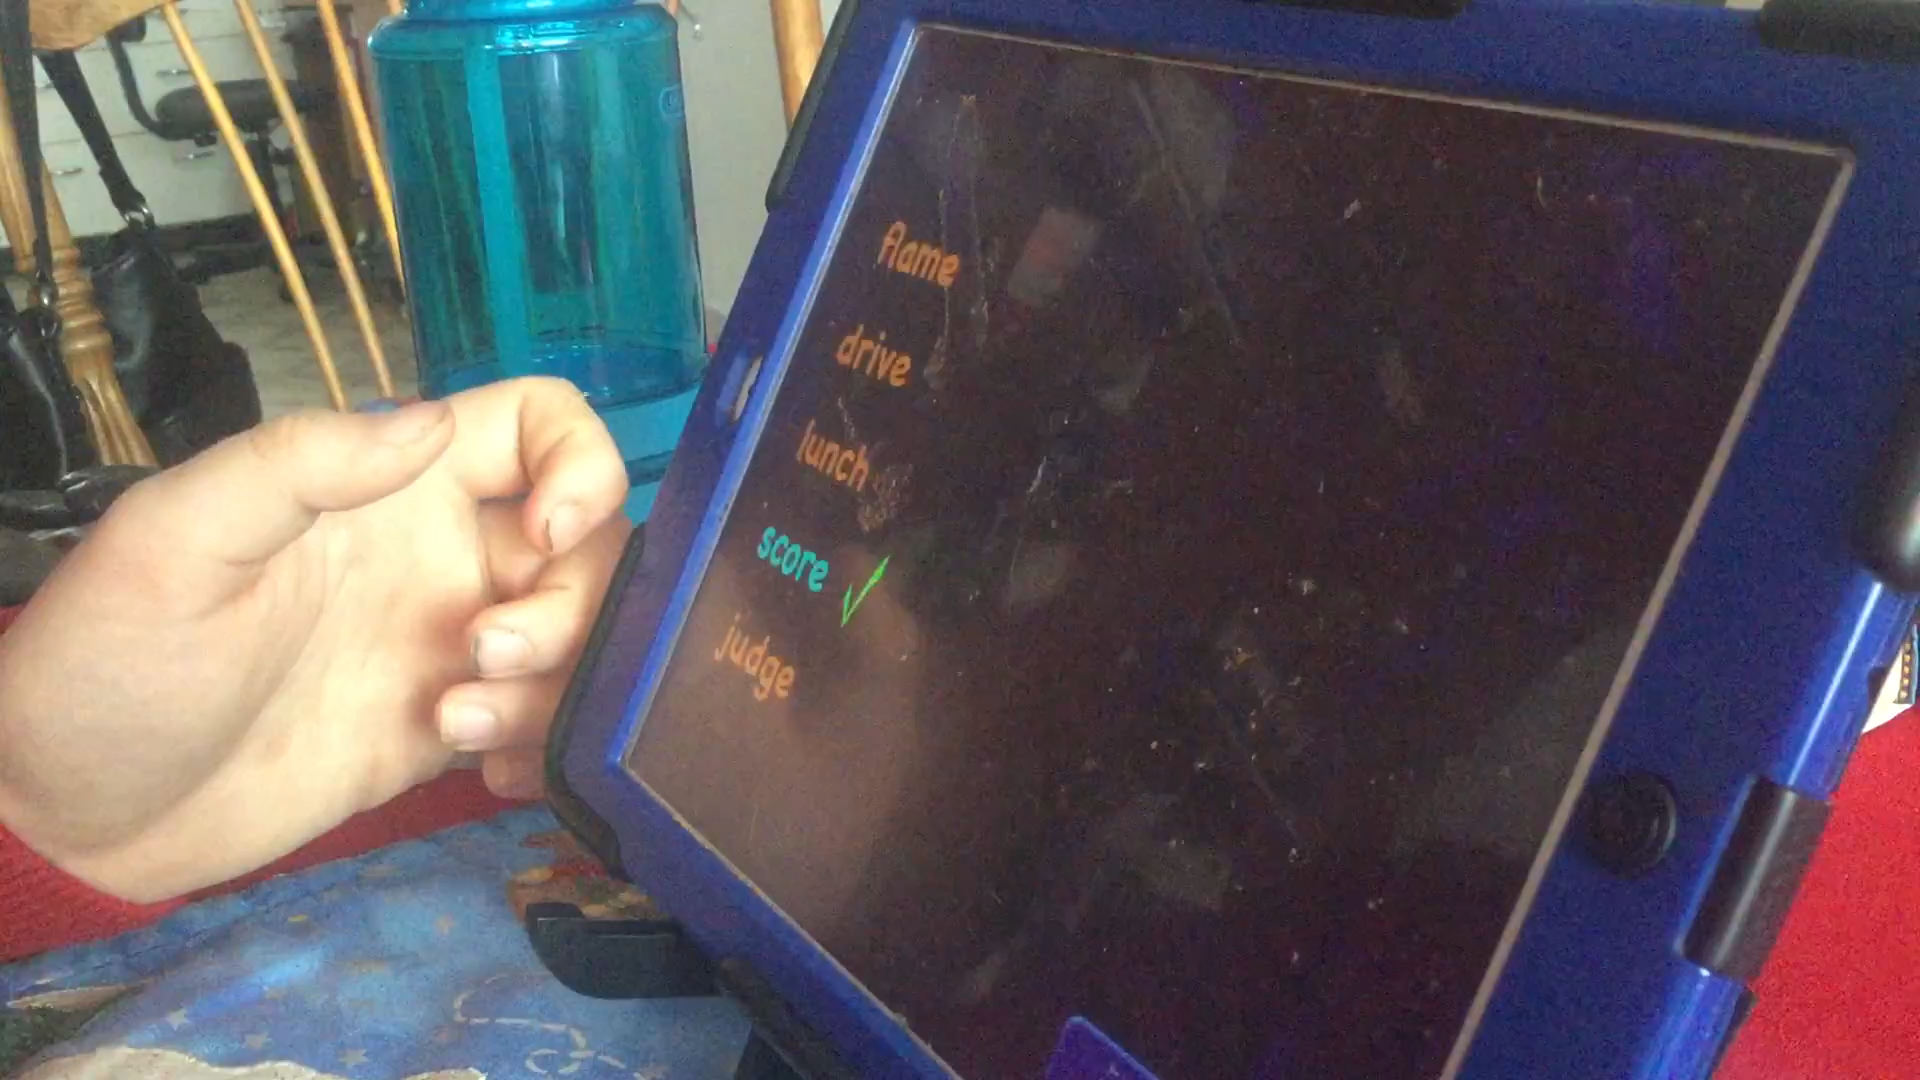 flame
drive
lunch
score ✓
judge